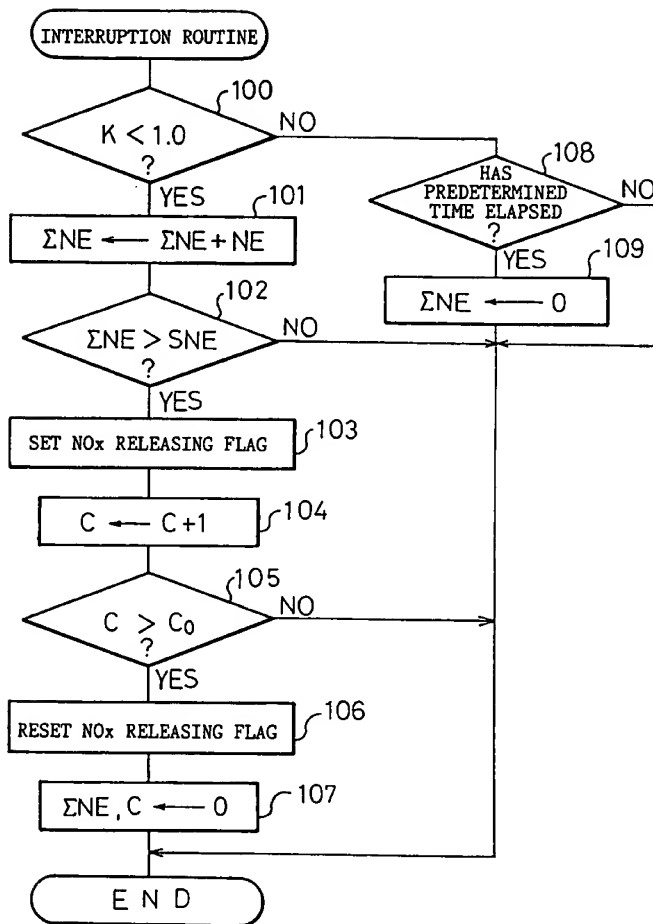 INTERRUPTION ROUTINE
100
K < 1.0
?
NO
YES
101
ΣNE ← ΣNE + NE
102
ΣNE > SNE
?
NO
YES
SET NOx RELEASING FLAG
103
C ← C+1
104
105
C > C₀
?
NO
YES
RESET NOx RELEASING FLAG
106
ΣNE, C ← 0
107
END
108
HAS
PREDETERMINED
TIME ELAPSED
?
NO
YES
109
ΣNE ← 0